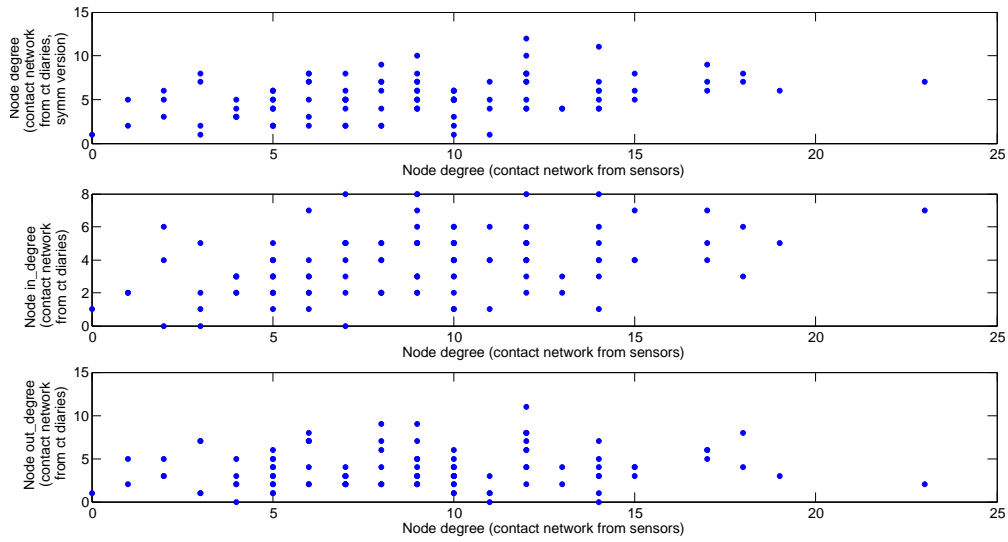 15
10
5
0
Node degree
(contact network
from ct diaries,
symm version)
0 5 10 15 20 25
Node degree (contact network from sensors)
8
6
4
2
0
Node in_degree
(contact network
from ct diaries)
0 5 10 15 20 25
Node degree (contact network from sensors)
15
10
5
0
Node out_degree
(contact network
from ct diaries)
0 5 10 15 20 25
Node degree (contact network from sensors)